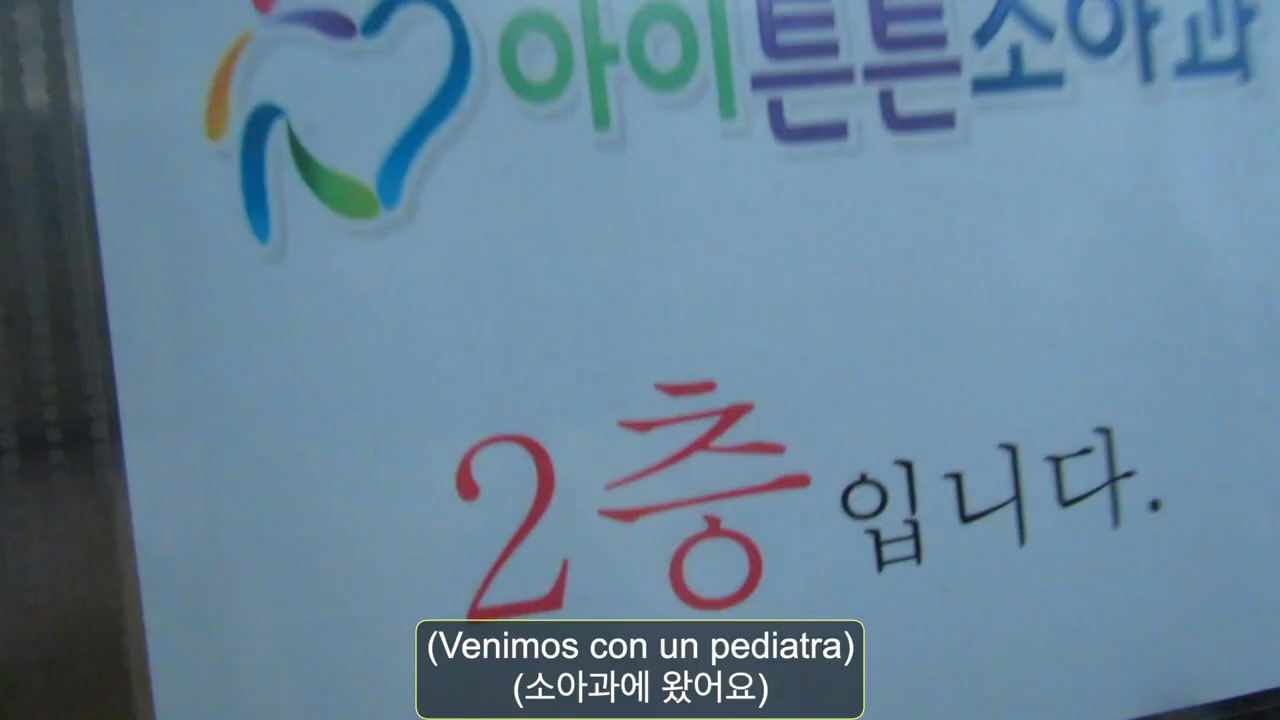 아이튼튼소아과
2층 입니다.
(Venimos con un pediatra)
(소아과에 왔어요)